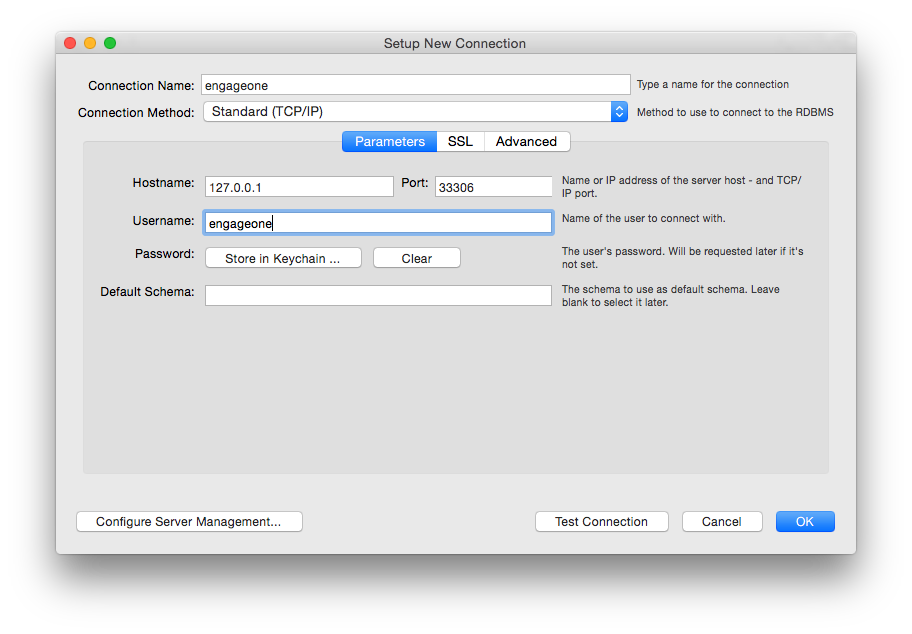 Setup New Connection
Connection Name: engageone Type a name for the connection
Connection Method: Standard (TCP/IP) Method to use to connect to the RDBMS
Parameters SSL Advanced
Hostname: 127.0.0.1 Port: 33306 Name or IP address of the server host - and TCP/
IP port.
Username: engageone Name of the user to connect with.
Password: Store in Keychain ... Clear The user's password. Will be requested later if it's
not set.
Default Schema: The schema to use as default schema. Leave
blank to select it later.
Configure Server Management... Test Connection Cancel OK